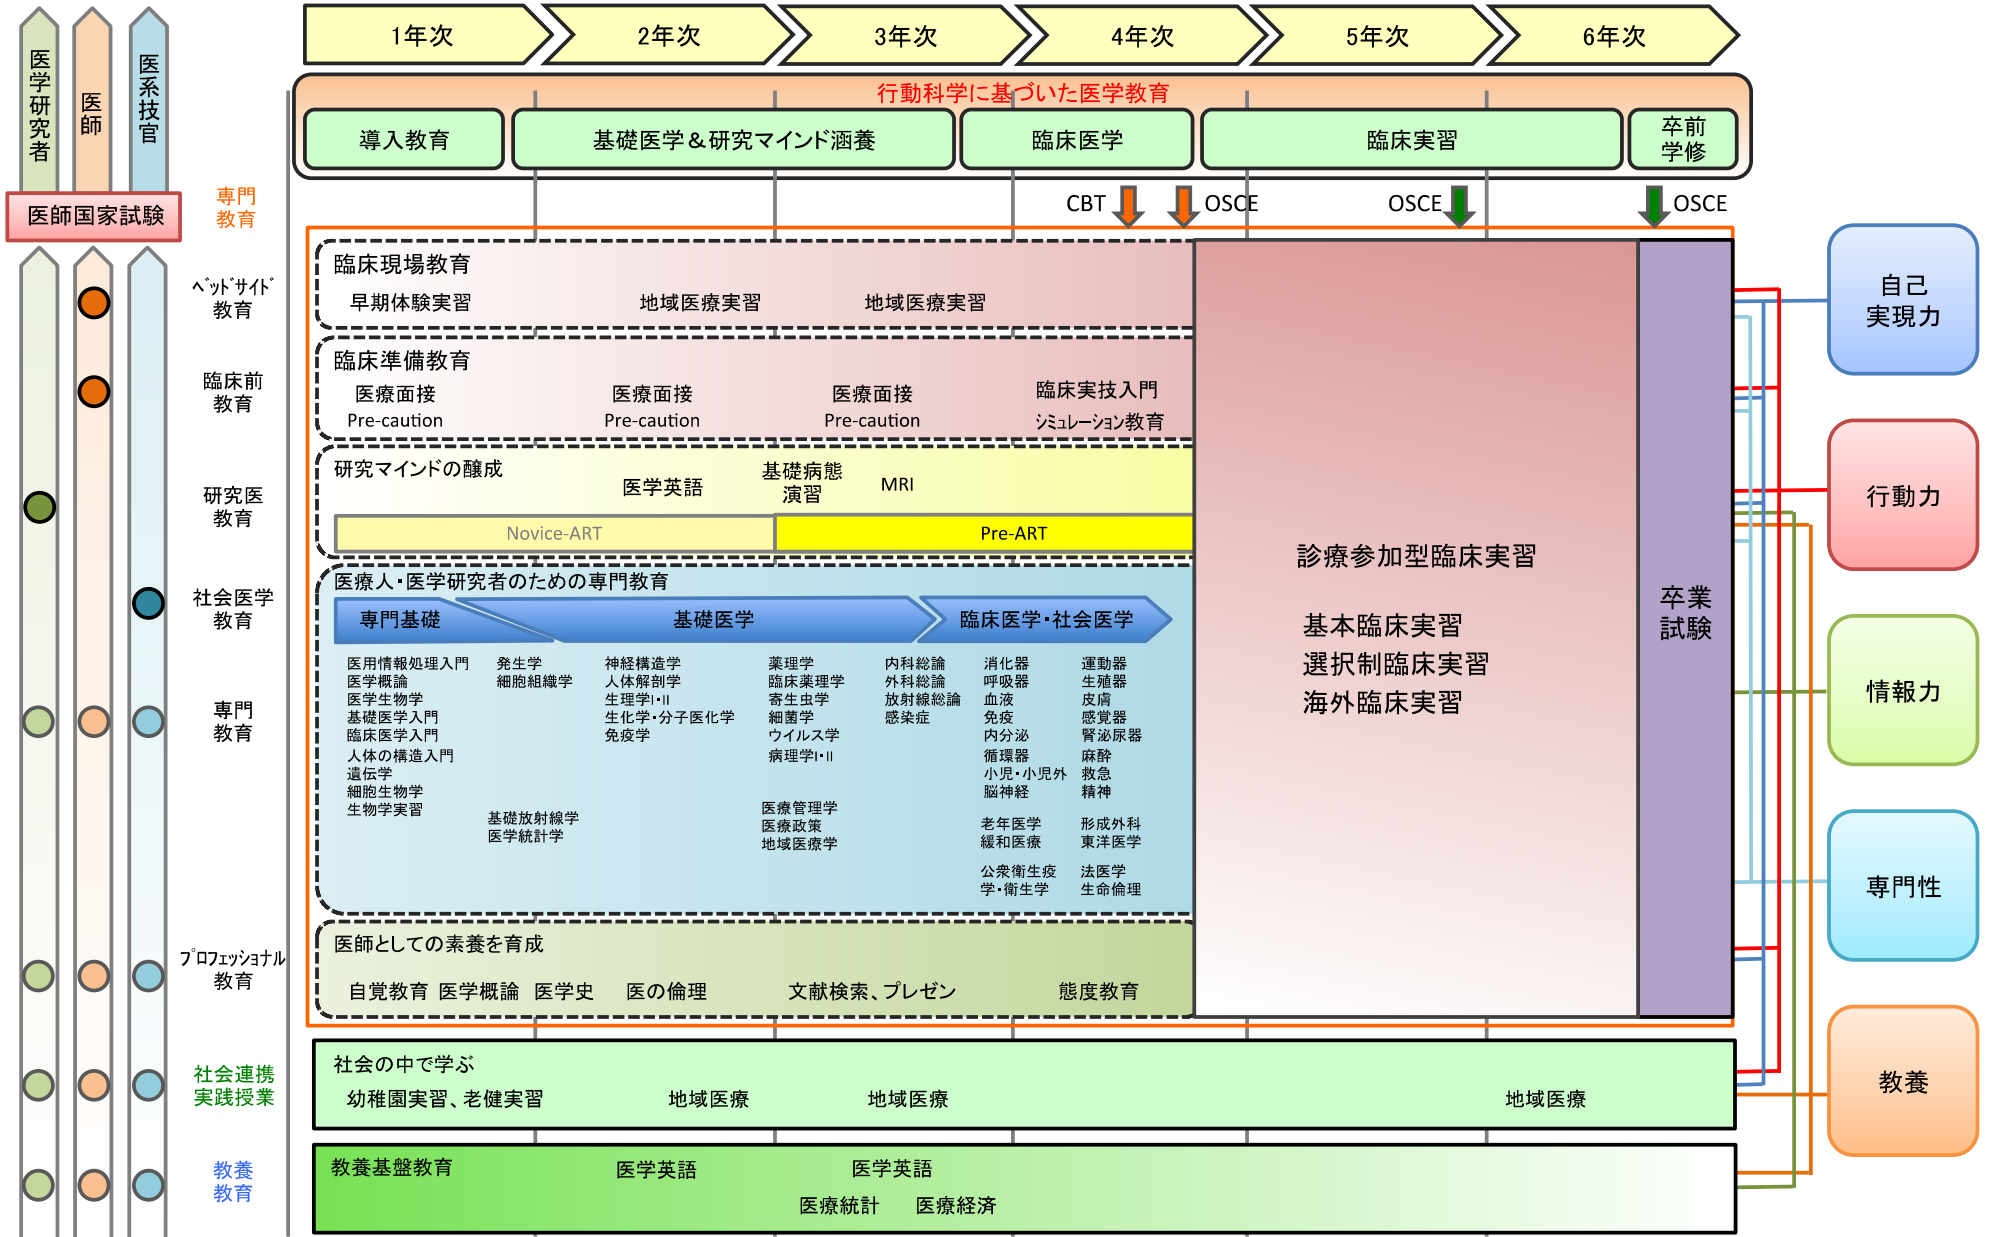 医学研究者
医師
医系技官
1年次
2年次
3年次
4年次
5年次
6年次
行動科学に基づいた医学教育
導入教育
基礎医学＆研究マインド涵養
臨床医学
臨床実習
卒前
学修
医師国家試験
専門
教育
CBT
OSCE
OSCE
OSCE
ベッドサイド
教育
臨床現場教育
早期体験実習
地域医療実習
地域医療実習
臨床前
教育
臨床準備教育
医療面接
Pre-caution
医療面接
Pre-caution
医療面接
Pre-caution
臨床実技入門
シミュレーション教育
研究医
教育
研究マインドの醸成
医学英語
基礎病態
演習
MRI
Novice-ART
Pre-ART
社会医学
教育
医療人・医学研究者のための専門教育
専門基礎
基礎医学
臨床医学・社会医学
専門
教育
医用情報処理入門
医学概論
医学生物学
基礎医学入門
臨床医学入門
人体の構造入門
遺伝学
細胞生物学
生物学実習
発生学
細胞組織学
基礎放射線学
医学統計学
神経構造学
人体解剖学
生理学I・II
生化学・分子医化学
免疫学
薬理学
臨床薬理学
寄生虫学
細菌学
ウイルス学
病理学I・II
医療管理学
医療政策
地域医療学
内科総論
外科総論
放射線総論
感染症
消化器
呼吸器
血液
免疫
内分泌
循環器
小児・小児外
脳神経
老年医学
緩和医療
公衆衛生疫
学・衛生学
運動器
生殖器
皮膚
感覚器
腎泌尿器
麻酔
救急
精神
形成外科
東洋医学
法医学
生命倫理
診療参加型臨床実習
基本臨床実習
選択制臨床実習
海外臨床実習
卒業
試験
プロフェッショナル
教育
医師としての素養を育成
自覚教育
医学概論
医学史
医の倫理
文献検索、プレゼン
態度教育
社会連携
実践授業
社会の中で学ぶ
幼稚園実習、老健実習
地域医療
地域医療
地域医療
教養
教育
教養基盤教育
医学英語
医学英語
医療統計
医療経済
自己
実現力
行動力
情報力
専門性
教養